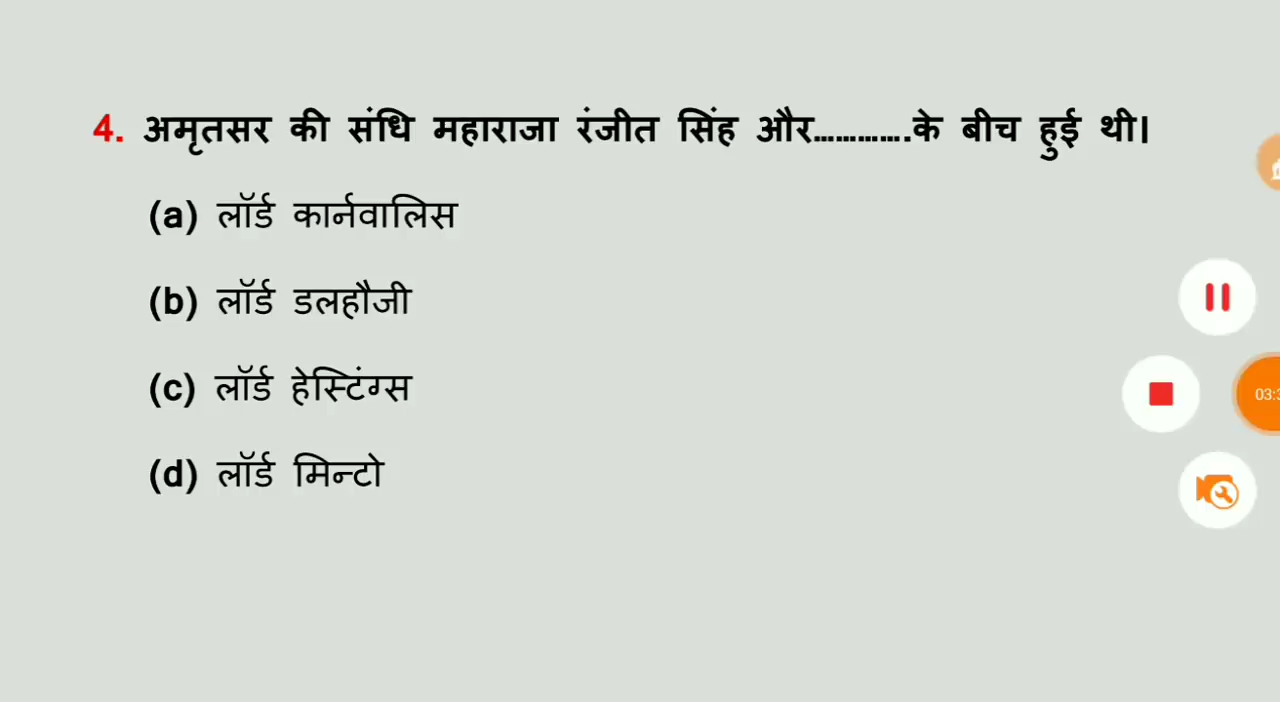 4. अमृतसर की संधि महाराजा रंजीत सिंह और.............के बीच हुई थी।
(a) लॉर्ड कार्नवालिस
(b) लॉर्ड डलहौजी
(c) लॉर्ड हेस्टिंग्स
(d) लॉर्ड मिन्टो